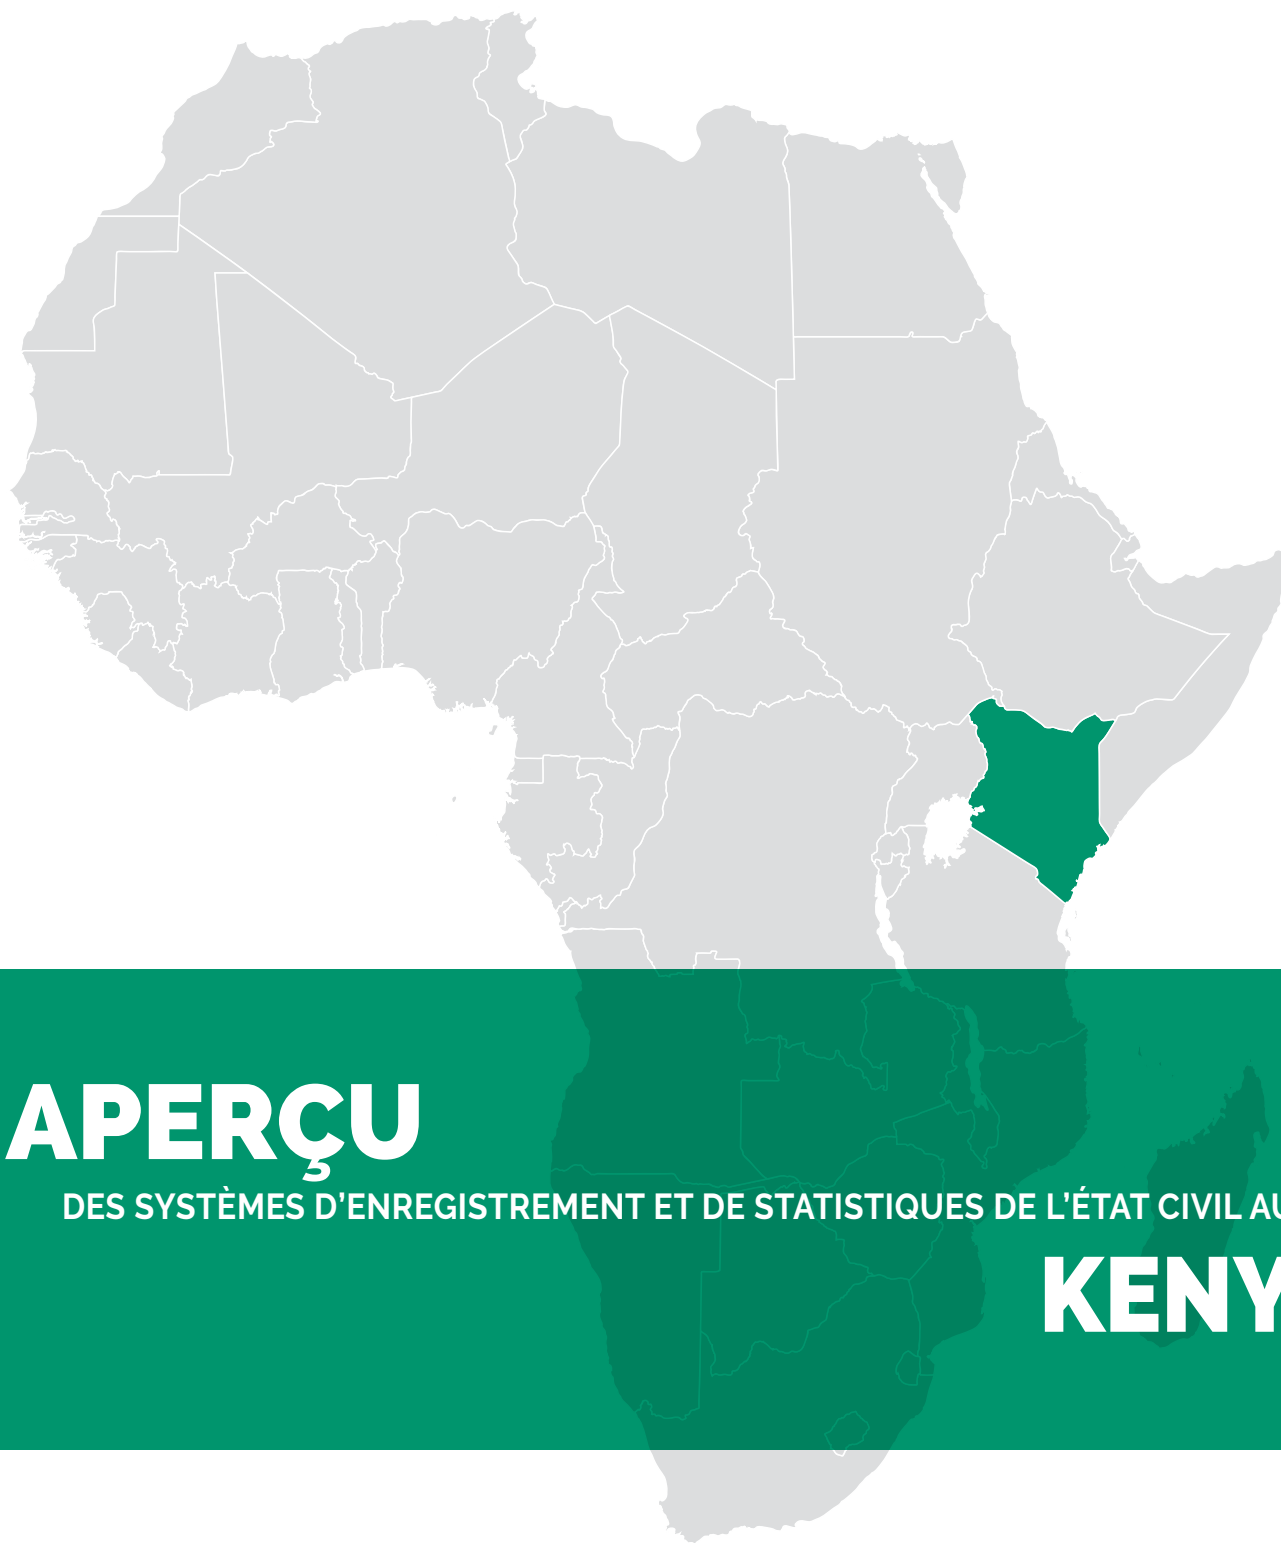 APERÇU
DES SYSTÈMES D’ENREGISTREMENT ET DE STATISTIQUES DE L’ÉTAT CIVIL AU
KENY